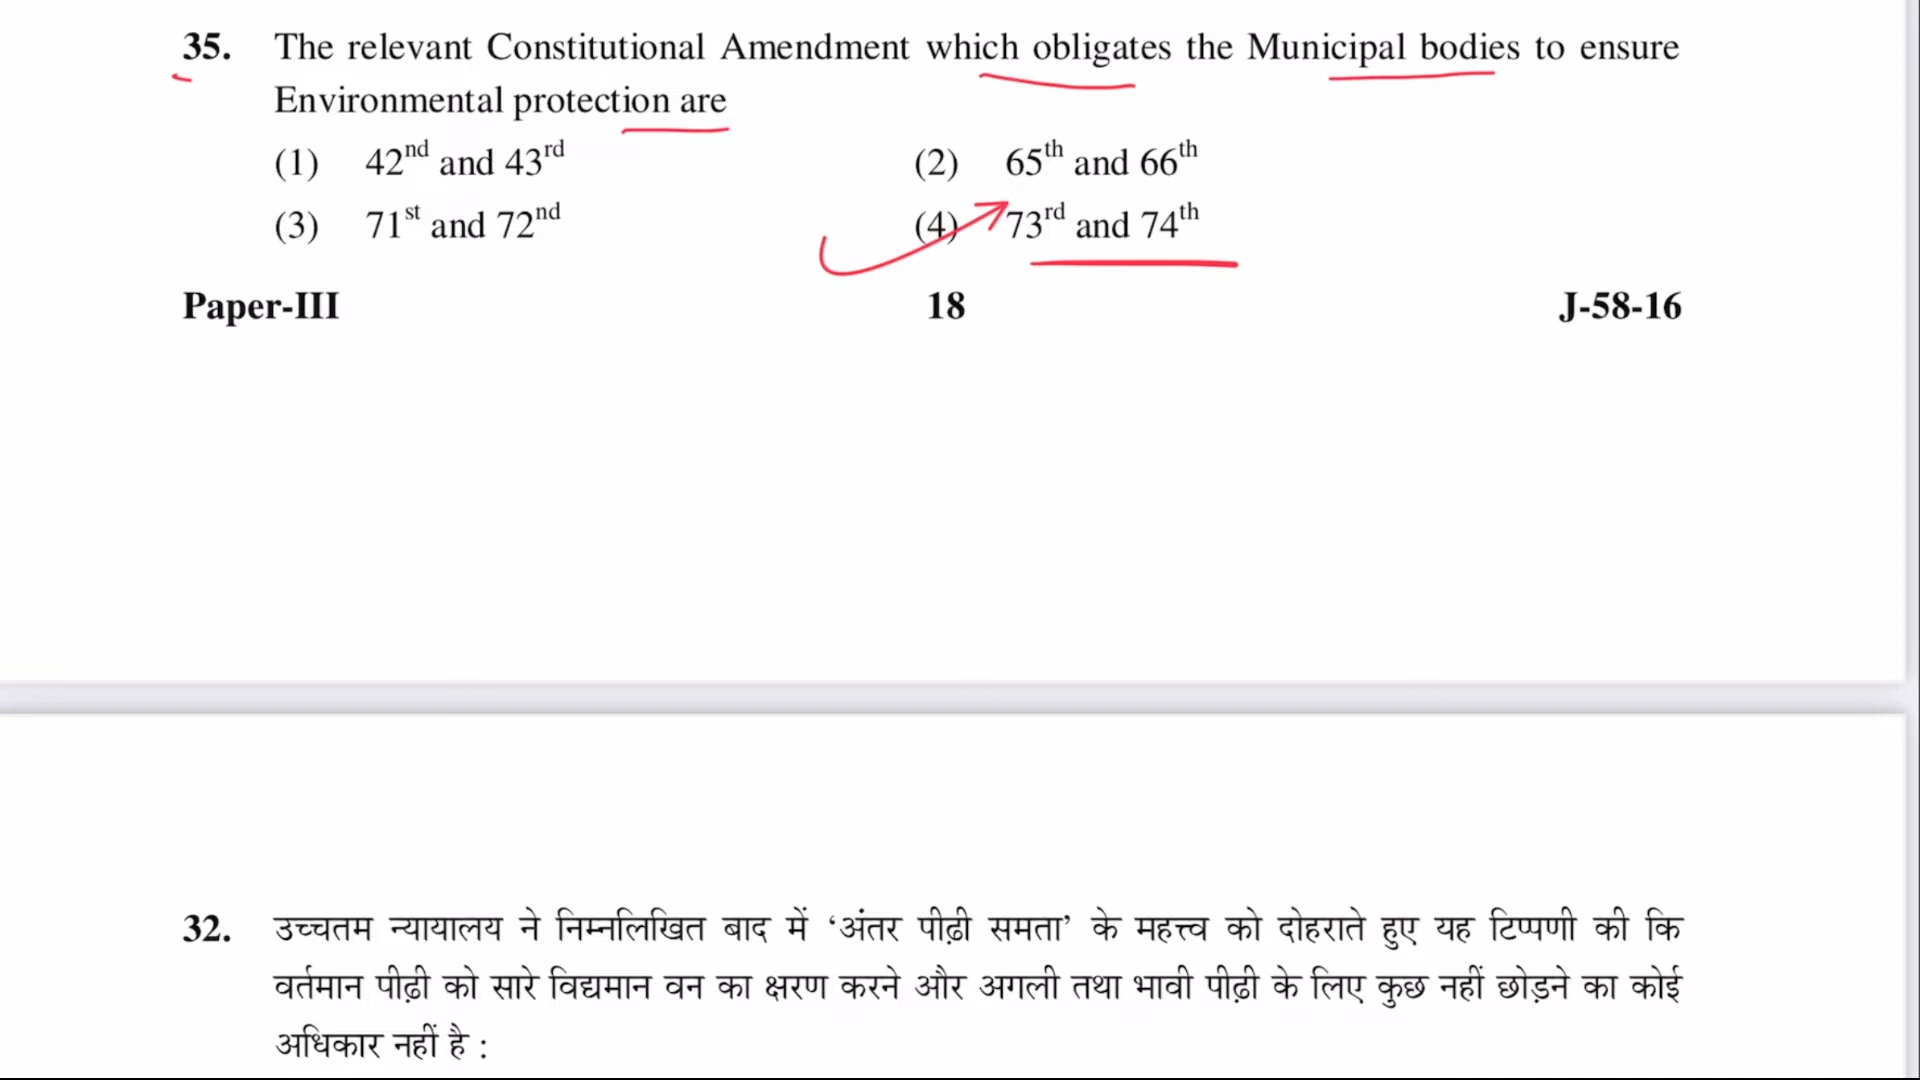 35. The relevant Constitutional Amendment which obligates the Municipal bodies to ensure
Environmental protection are
(1) 42nd and 43rd (2) 65th and 66th
(3) 71st and 72nd (4) 73rd and 74th
Paper-III 18 J-58-16
32. उच्चतम न्यायालय ने निम्नलिखित बाद में ‘अंतर पीढ़ी समता’ के महत्त्व को दोहराते हुए यह टिप्पणी की कि
वर्तमान पीढ़ी को सारे विद्यमान वन का क्षरण करने और अगली तथा भावी पीढ़ी के लिए कुछ नहीं छोड़ने का कोई
अधिकार नहीं है :